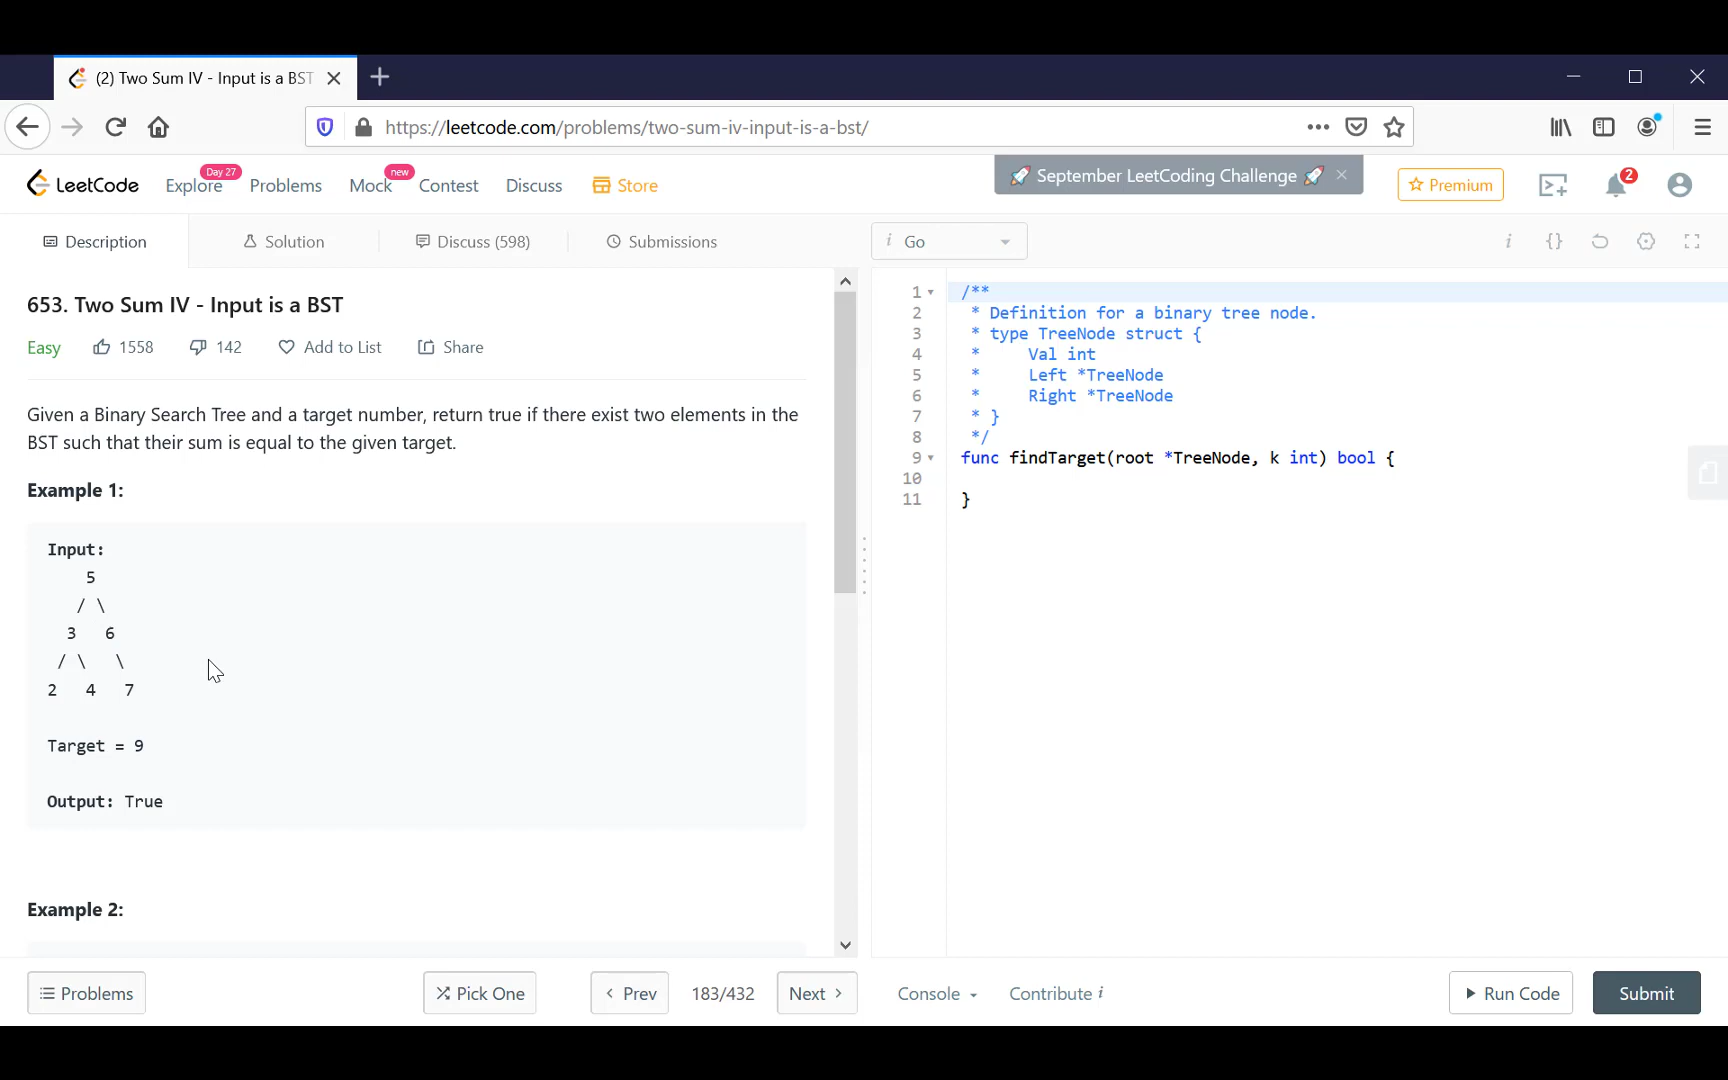 (2) Two Sum IV - Input is a BST
https://leetcode.com/problems/two-sum-iv-input-is-a-bst/
LeetCode
Explore
Day 27
Problems
Mock
new
Contest
Discuss
Store
🚀 September LeetCoding Challenge 🚀
Premium
2
Description
Solution
Discuss (598)
Submissions
i Go
i {}
653. Two Sum IV - Input is a BST
Easy 1558 142 Add to List Share
Given a Binary Search Tree and a target number, return true if there exist two elements in the
BST such that their sum is equal to the given target.
Example 1:
Input:
5
/ \
3 6
/ \ \
2 4 7
Target = 9
Output: True
Example 2:
1 /**
2 * Definition for a binary tree node.
3 * type TreeNode struct {
4 * Val int
5 * Left *TreeNode
6 * Right *TreeNode
7 * }
8 */
9 func findTarget(root *TreeNode, k int) bool {
10
11 }
Problems
Pick One
Prev
183/432
Next
Console
Contribute i
Run Code
Submit